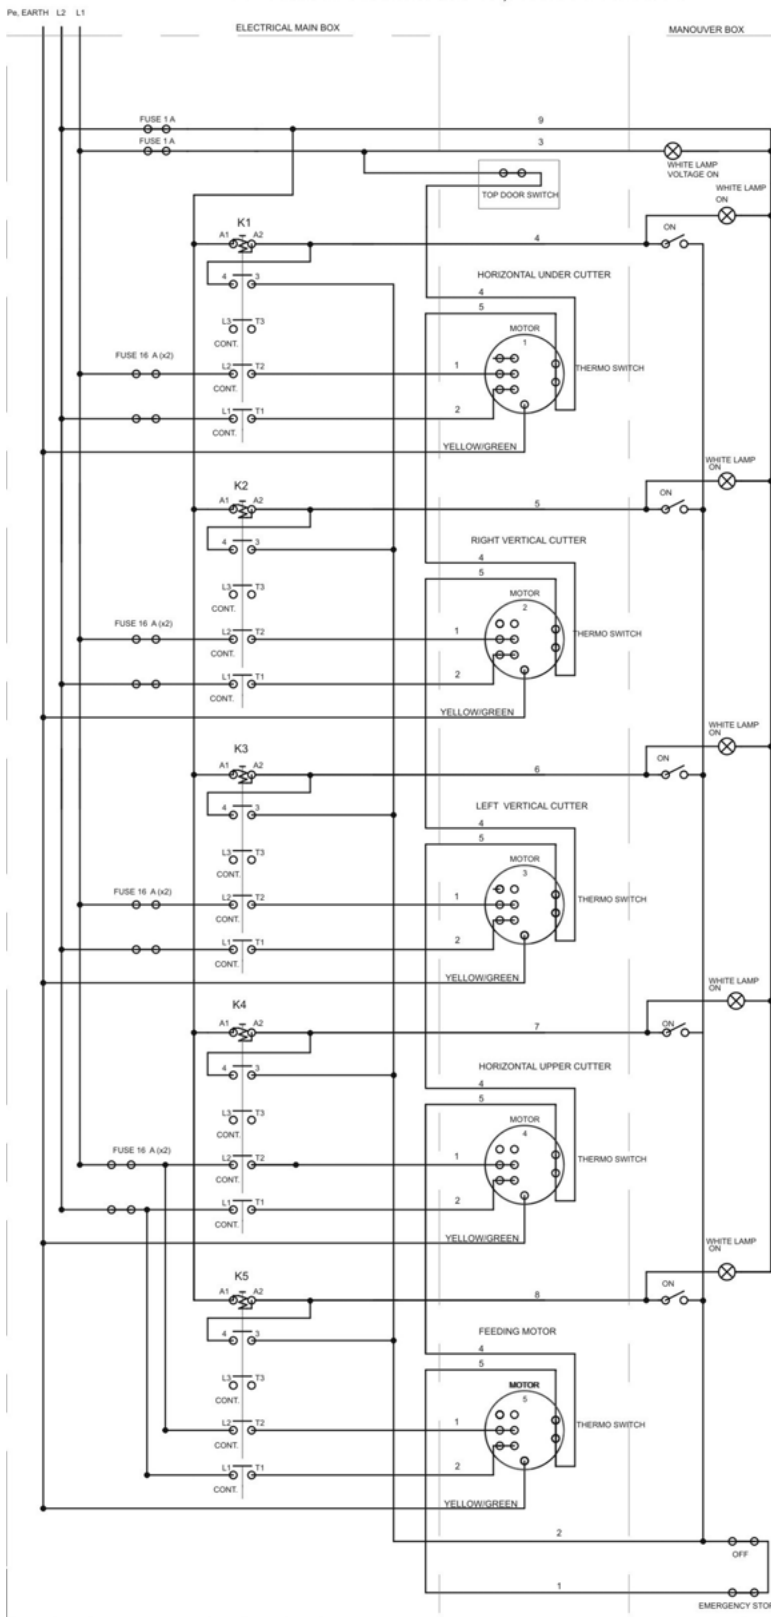 Pe, EARTH L2 L1
ELECTRICAL MAIN BOX
MANOUVER BOX
FUSE 1 A
9
FUSE 1 A
3
WHITE LAMP
VOLTAGE ON
TOP DOOR SWITCH
WHITE LAMP
ON
K1
A1 A2
4
ON
4 3
HORIZONTAL UNDER CUTTER
4
5
L3 T3
CONT.
MOTOR
1
FUSE 16 A (x2)
L2 T2
1
THERMO SWITCH
CONT.
L1 T1
2
CONT.
YELLOW/GREEN
WHITE LAMP
ON
K2
A1 A2
5
ON
4 3
RIGHT VERTICAL CUTTER
4
5
L3 T3
CONT.
MOTOR
2
FUSE 16 A (x2)
L2 T2
1
THERMO SWITCH
CONT.
L1 T1
2
CONT.
YELLOW/GREEN
WHITE LAMP
ON
K3
A1 A2
6
ON
4 3
LEFT VERTICAL CUTTER
4
5
L3 T3
CONT.
MOTOR
3
FUSE 16 A (x2)
L2 T2
1
THERMO SWITCH
CONT.
L1 T1
2
CONT.
YELLOW/GREEN
WHITE LAMP
ON
K4
A1 A2
7
ON
4 3
HORIZONTAL UPPER CUTTER
4
5
L3 T3
CONT.
MOTOR
4
FUSE 16 A (x2)
L2 T2
1
THERMO SWITCH
CONT.
L1 T1
2
CONT.
YELLOW/GREEN
WHITE LAMP
ON
K5
A1 A2
8
ON
4 3
FEEDING MOTOR
4
5
L3 T3
CONT.
MOTOR
5
L2 T2
1
THERMO SWITCH
CONT.
L1 T1
2
CONT.
YELLOW/GREEN
2
OFF
1
EMERGENCY STOP